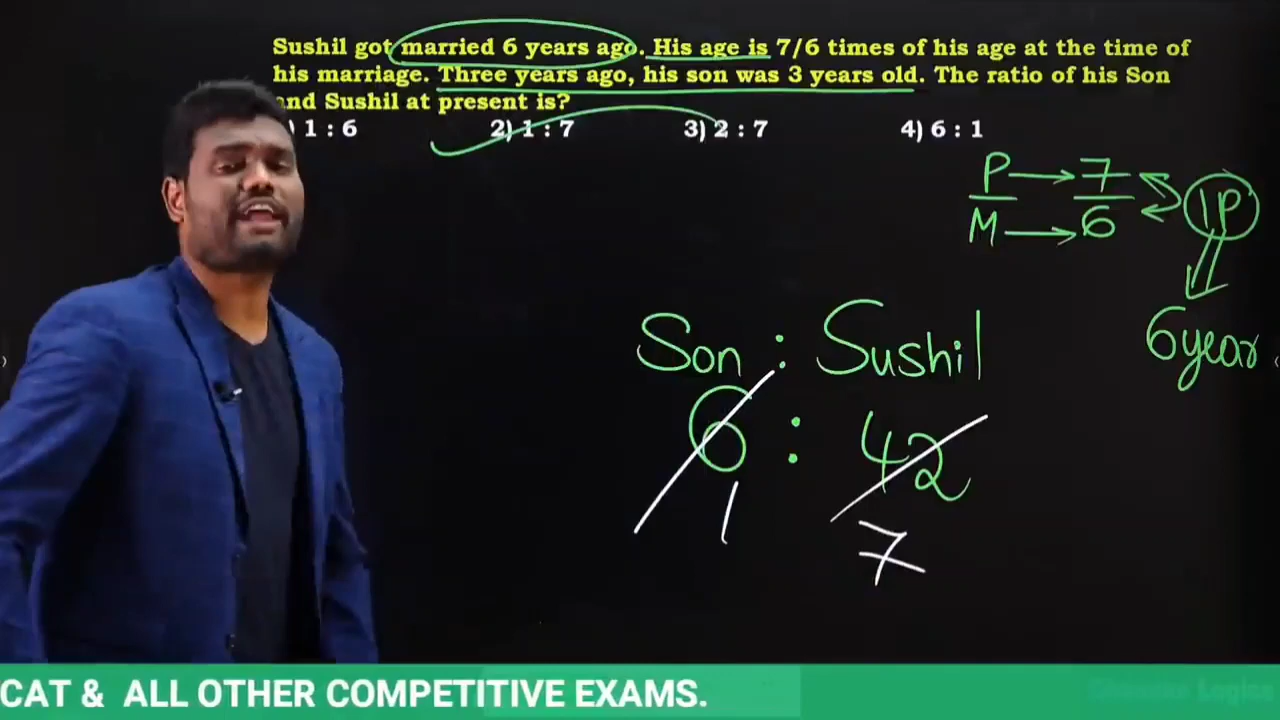 Sushil got married 6 years ago. His age is 7/6 times of his age at the time of
his marriage. Three years ago, his son was 3 years old. The ratio of his Son
and Sushil at present is?
) 1 : 6 2) 1 : 7 3) 2 : 7 4) 6 : 1
P → 7
M → 6
1P
6year
Son : Sushil
6 : 42
1 7
CAT & ALL OTHER COMPETITIVE EXAMS.